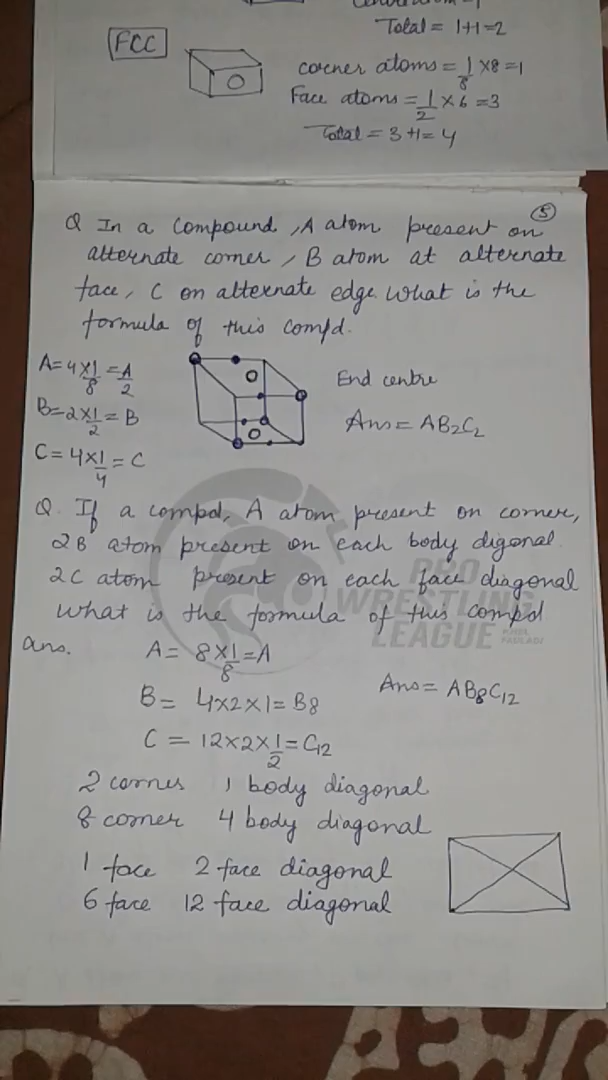 Total = 1+1=2
FCC
corner atoms = 1/8 ×8=1
Face atoms = 1/2 × 6 = 3
Total = 3+1= 4
5
Q In a compound, A atom present on
alternate corner, B atom at alternate
face, C on alternate edge. What is the
formula of this compd.
A= 4×1/8 = A/2
B= 2×1/2 = B
C= 4×1/4 = C
End centre
Ans = AB2C2
Q. If a compd, A atom present on corner,
2B atom present on each body digonal.
2C atom present on each face diagonal
What is the formula of this compd
PRO
WRESTLING
LEAGUE
Ans.
A= 8×1/8=A
B= 4×2×1= B8
C= 12×2×1/2= C12
Ans= AB8C12
2 cornes 1 body diagonal
8 corner 4 body diagonal
1 face 2 face diagonal
6 face 12 face diagonal